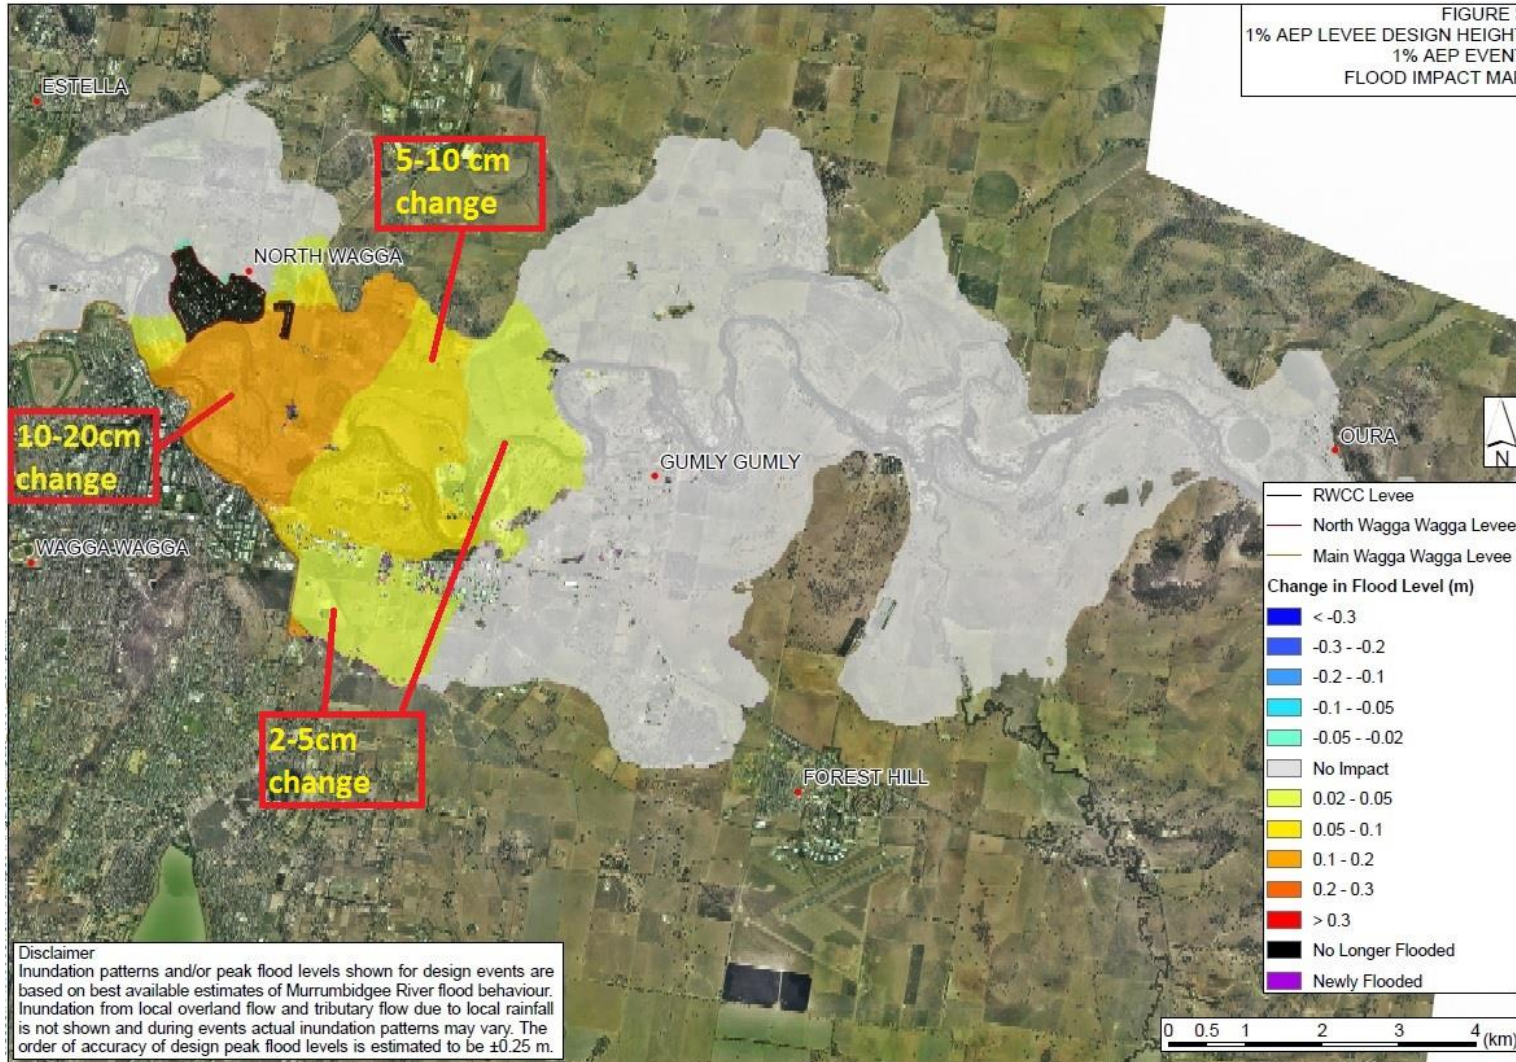 FIGURE
1% AEP LEVEE DESIGN HEIGHT
1% AEP EVENT
FLOOD IMPACT MAP
ESTELLA
5-10 cm
change
NORTH WAGGA
10-20cm
change
OURA
N
GUMLY GUMLY
WAGGA-WAGGA
RWCC Levee
North Wagga Wagga Levee
Main Wagga Wagga Levee
Change in Flood Level (m)
< -0.3
-0.3 - -0.2
-0.2 - -0.1
-0.1 - -0.05
-0.05 - -0.02
No Impact
0.02 - 0.05
0.05 - 0.1
0.1 - 0.2
0.2 - 0.3
> 0.3
No Longer Flooded
Newly Flooded
2-5cm
change
FOREST HILL
Disclaimer
Inundation patterns and/or peak flood levels shown for design events are
based on best available estimates of Murrumbidgee River flood behaviour.
Inundation from local overland flow and tributary flow due to local rainfall
is not shown and during events actual inundation patterns may vary. The
order of accuracy of design peak flood levels is estimated to be ±0.25 m.
0 0.5 1 2 3 4 (km)